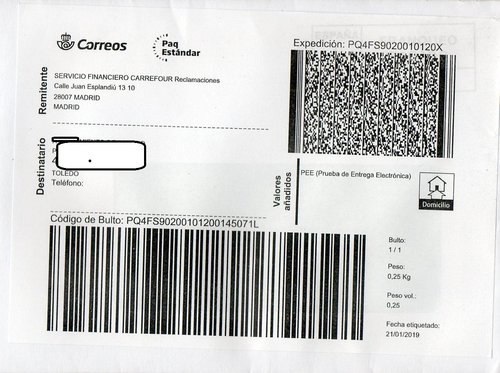 Correos
Paq
Estándar
Expedición: PQ4FS9020010120X
Remitente
SERVICIO FINANCIERO CARREFOUR Reclamaciones
Calle Juan Esplandiú 13 10
28007 MADRID
MADRID
Destinatario
TOLEDO
Teléfono:
Valores
añadidos
PEE (Prueba de Entrega Electrónica)
Domicilio
Código de Bulto: PQ4FS90200101200145071L
Bulto:
1 / 1
Peso:
0,25 Kg
Peso vol.:
0,25
Fecha etiquetado:
21/01/2019